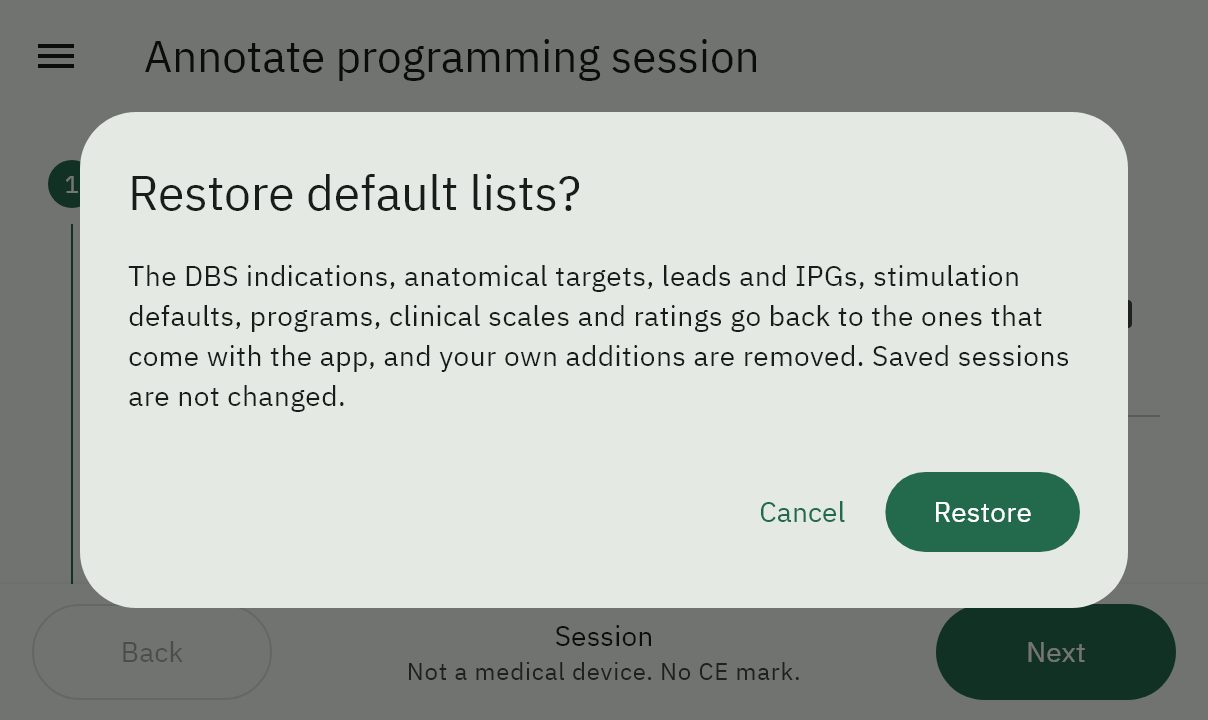 Annotate programming session
1
Restore default lists?
The DBS indications, anatomical targets, leads and IPGs, stimulation
defaults, programs, clinical scales and ratings go back to the ones that
come with the app, and your own additions are removed. Saved sessions
are not changed.
Cancel
Restore
Back
Session
Not a medical device. No CE mark.
Next